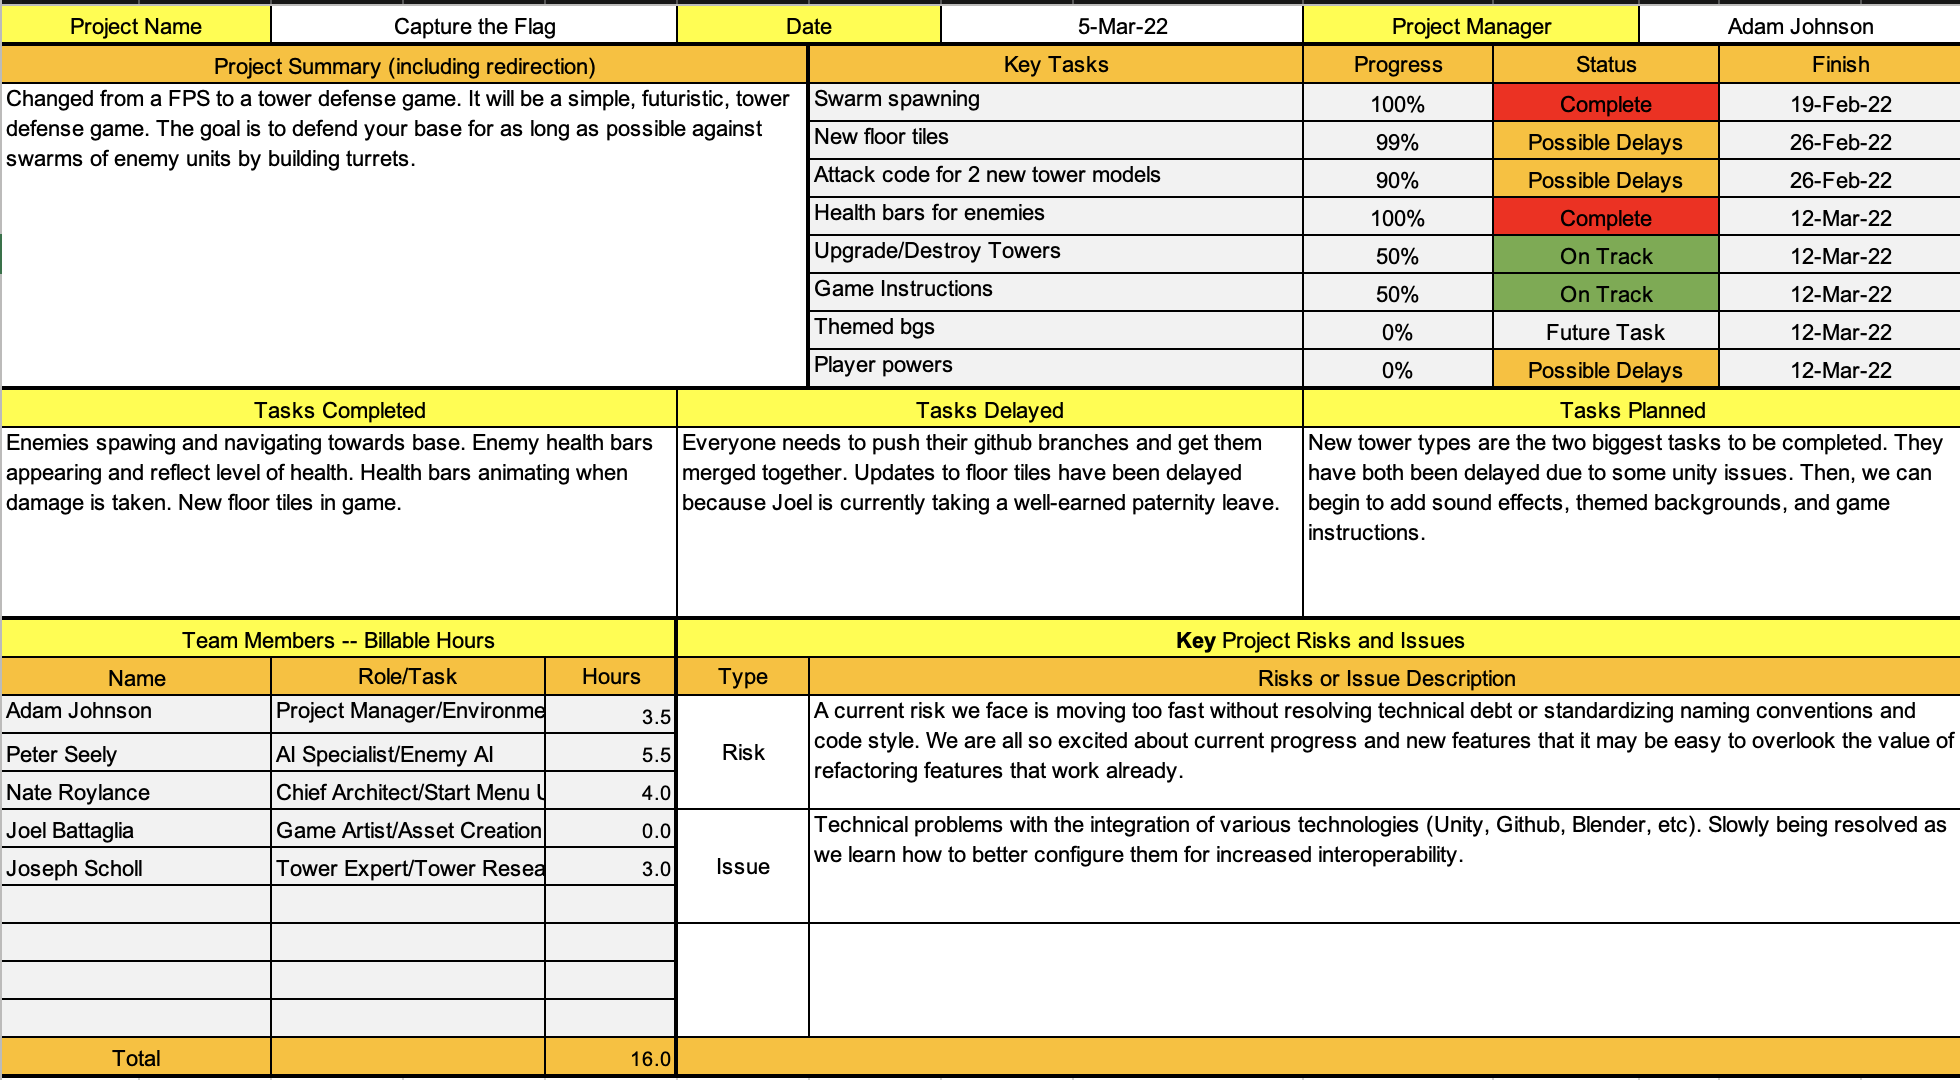 Project Name Capture the Flag Date 5-Mar-22 Project Manager Adam Johnson
Project Summary (including redirection) Key Tasks Progress Status Finish
Changed from a FPS to a tower defense game. It will be a simple, futuristic, tower
defense game. The goal is to defend your base for as long as possible against
swarms of enemy units by building turrets.
Swarm spawning 100% Complete 19-Feb-22
New floor tiles 99% Possible Delays 26-Feb-22
Attack code for 2 new tower models 90% Possible Delays 26-Feb-22
Health bars for enemies 100% Complete 12-Mar-22
Upgrade/Destroy Towers 50% On Track 12-Mar-22
Game Instructions 50% On Track 12-Mar-22
Themed bgs 0% Future Task 12-Mar-22
Player powers 0% Possible Delays 12-Mar-22
Tasks Completed
Enemies spawing and navigating towards base. Enemy health bars
appearing and reflect level of health. Health bars animating when
damage is taken. New floor tiles in game.
Tasks Delayed
Everyone needs to push their github branches and get them
merged together. Updates to floor tiles have been delayed
because Joel is currently taking a well-earned paternity leave.
Tasks Planned
New tower types are the two biggest tasks to be completed. They
have both been delayed due to some unity issues. Then, we can
begin to add sound effects, themed backgrounds, and game
instructions.
Team Members -- Billable Hours
Name Role/Task Hours
Adam Johnson Project Manager/Environme 3.5
Peter Seely AI Specialist/Enemy AI 5.5
Nate Roylance Chief Architect/Start Menu U 4.0
Joel Battaglia Game Artist/Asset Creation 0.0
Joseph Scholl Tower Expert/Tower Resea 3.0
Total 16.0
Key Project Risks and Issues
Type Risks or Issue Description
Risk
A current risk we face is moving too fast without resolving technical debt or standardizing naming conventions and
code style. We are all so excited about current progress and new features that it may be easy to overlook the value of
refactoring features that work already.
Issue
Technical problems with the integration of various technologies (Unity, Github, Blender, etc). Slowly being resolved as
we learn how to better configure them for increased interoperability.